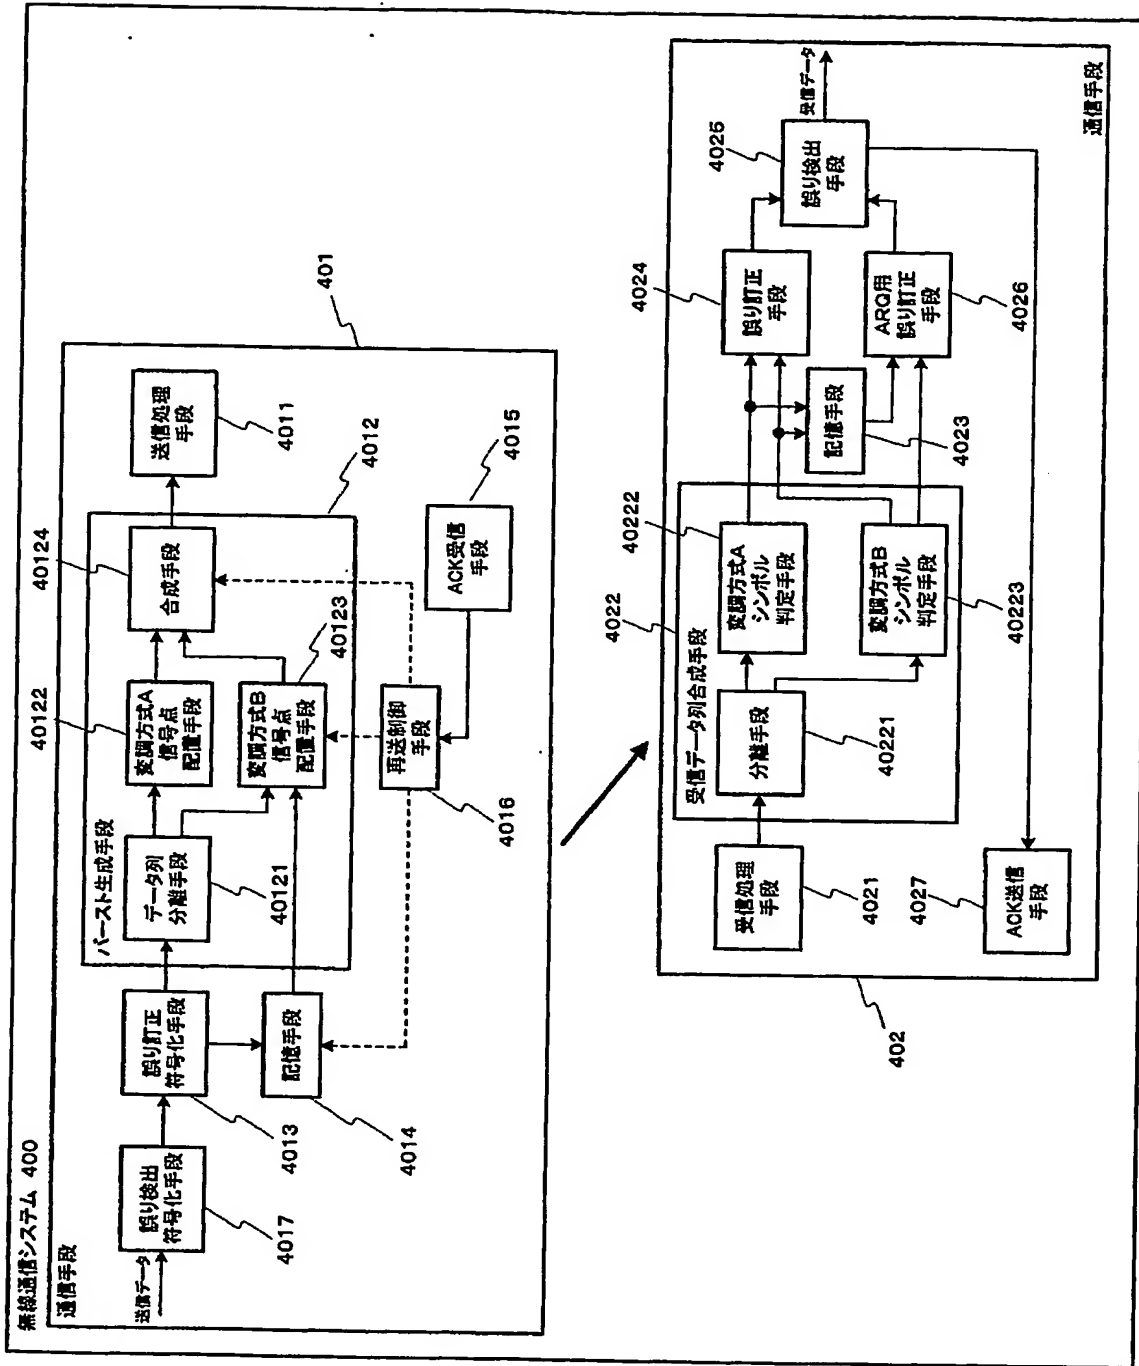 無線通信システム 400
通信手段
送信データ
誤り検出
符号化手段
4017
誤り訂正
符号化手段
4013
記憶手段
4014
バースト生成手段
データ列
分離手段
40121
変調方式A
信号点
配置手段
40122
変調方式B
信号点
配置手段
40123
合成手段
40124
4012
送信処理
手段
4011
ACK受信
手段
4015
再送制御
手段
4016
401
受信処理
手段
4021
受信データ列合成手段
4022
分離手段
40221
変調方式A
シンボル
判定手段
40222
変調方式B
シンボル
判定手段
40223
記憶手段
4023
誤り訂正
手段
4024
ARQ用
誤り訂正
手段
4026
誤り検出
手段
4025
受信データ
ACK送信
手段
4027
402
通信手段